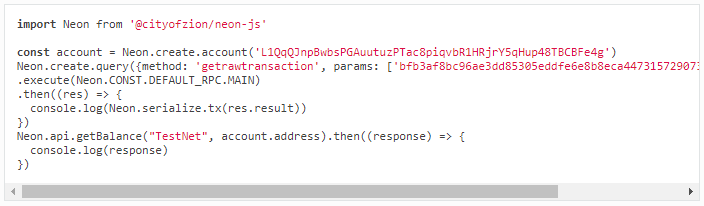 import Neon from '@cityofzion/neon-js'
const account = Neon.create.account('L1QqQJnpBwbsPGAuutuzPTac8piqvbR1HRjrY5qHup48TBCBFe4g')
Neon.create.query({method: 'getrawtransaction', params: ['bfb3af8bc96ae3dd85305eddfe6e8b8eca44731572907
.execute(Neon.CONST.DEFAULT_RPC.MAIN)
.then((res) => {
console.log(Neon.serialize.tx(res.result))
})
Neon.api.getBalance("TestNet", account.address).then((response) => {
console.log(response)
})